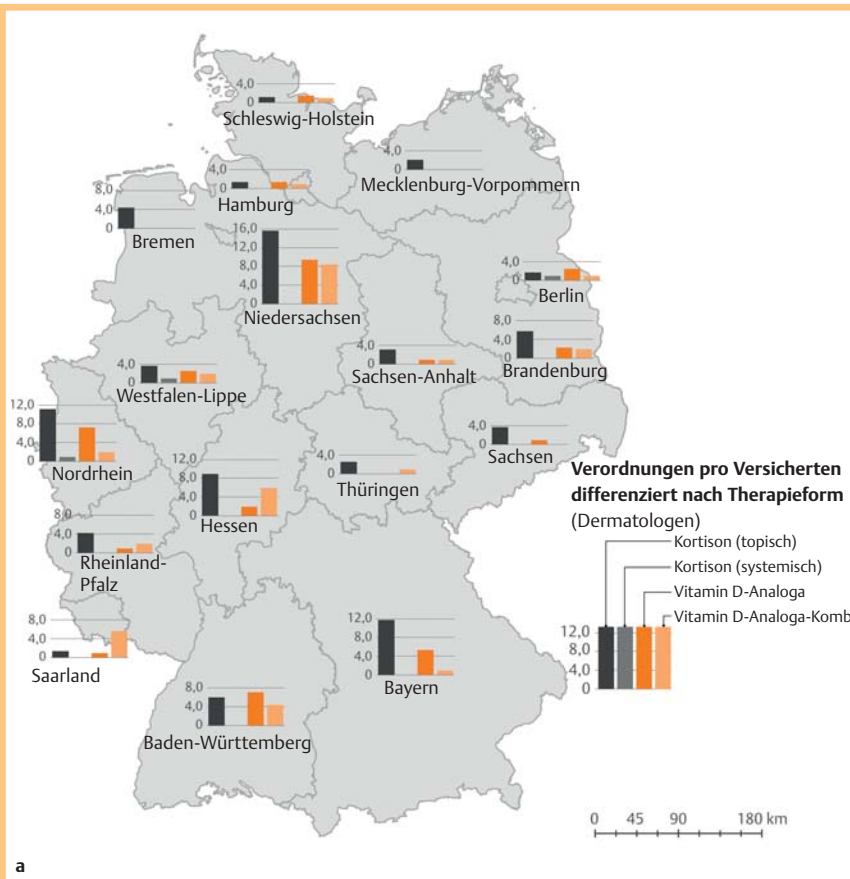 4,0
0
Schleswig-Holstein
4,0
0
Mecklenburg-Vorpommern
4,0
0
Hamburg
8,0
4,0
0
Bremen
16,0
12,0
8,0
4,0
0
Niedersachsen
4,0
0
Berlin
8,0
4,0
0
Brandenburg
4,0
0
Sachsen-Anhalt
4,0
0
Westfalen-Lippe
12,0
8,0
4,0
0
Nordrhein
12,0
8,0
4,0
0
Hessen
4,0
0
Thüringen
4,0
0
Sachsen
8,0
4,0
0
Rheinland-
Pfalz
8,0
4,0
0
Saarland
8,0
4,0
0
Baden-Württemberg
12,0
8,0
4,0
0
Bayern
Verordnungen pro Versicherten
differenziert nach Therapieform
(Dermatologen)
Kortison (topisch)
Kortison (systemisch)
Vitamin D-Analoga
Vitamin D-Analoga-Komb
12,0
8,0
4,0
0
0 45 90 180 km
a